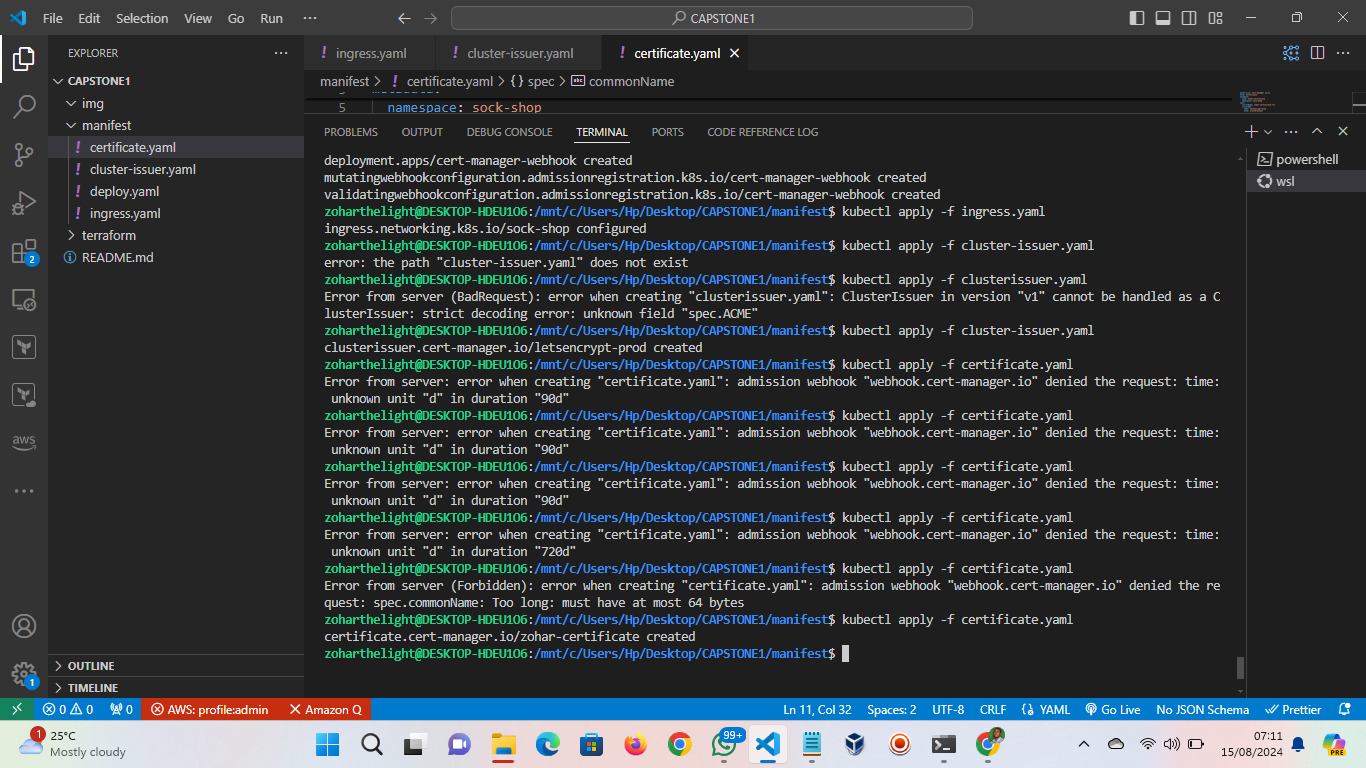 File Edit Selection View Go Run ··· CAPSTONE1
EXPLORER ···
CAPSTONE1
img
manifest
! certificate.yaml
! cluster-issuer.yaml
! deploy.yaml
! ingress.yaml
terraform
README.md
OUTLINE
TIMELINE
2
aws
1
! ingress.yaml ! cluster-issuer.yaml ! certificate.yaml
manifest > ! certificate.yaml > {} spec > abc commonName
5 namespace: sock-shop
PROBLEMS OUTPUT DEBUG CONSOLE TERMINAL PORTS CODE REFERENCE LOG
deployment.apps/cert-manager-webhook created
mutatingwebhookconfiguration.admissionregistration.k8s.io/cert-manager-webhook created
validatingwebhookconfiguration.admissionregistration.k8s.io/cert-manager-webhook created
zoharthelight@DESKTOP-HDEU1O6:/mnt/c/Users/Hp/Desktop/CAPSTONE1/manifest$ kubectl apply -f ingress.yaml
ingress.networking.k8s.io/sock-shop configured
zoharthelight@DESKTOP-HDEU1O6:/mnt/c/Users/Hp/Desktop/CAPSTONE1/manifest$ kubectl apply -f cluster-issuer.yaml
error: the path "cluster-issuer.yaml" does not exist
zoharthelight@DESKTOP-HDEU1O6:/mnt/c/Users/Hp/Desktop/CAPSTONE1/manifest$ kubectl apply -f clusterissuer.yaml
Error from server (BadRequest): error when creating "clusterissuer.yaml": ClusterIssuer in version "v1" cannot be handled as a C
lusterIssuer: strict decoding error: unknown field "spec.ACME"
zoharthelight@DESKTOP-HDEU1O6:/mnt/c/Users/Hp/Desktop/CAPSTONE1/manifest$ kubectl apply -f cluster-issuer.yaml
clusterissuer.cert-manager.io/letsencrypt-prod created
zoharthelight@DESKTOP-HDEU1O6:/mnt/c/Users/Hp/Desktop/CAPSTONE1/manifest$ kubectl apply -f certificate.yaml
Error from server: error when creating "certificate.yaml": admission webhook "webhook.cert-manager.io" denied the request: time:
unknown unit "d" in duration "90d"
zoharthelight@DESKTOP-HDEU1O6:/mnt/c/Users/Hp/Desktop/CAPSTONE1/manifest$ kubectl apply -f certificate.yaml
Error from server: error when creating "certificate.yaml": admission webhook "webhook.cert-manager.io" denied the request: time:
unknown unit "d" in duration "90d"
zoharthelight@DESKTOP-HDEU1O6:/mnt/c/Users/Hp/Desktop/CAPSTONE1/manifest$ kubectl apply -f certificate.yaml
Error from server: error when creating "certificate.yaml": admission webhook "webhook.cert-manager.io" denied the request: time:
unknown unit "d" in duration "90d"
zoharthelight@DESKTOP-HDEU1O6:/mnt/c/Users/Hp/Desktop/CAPSTONE1/manifest$ kubectl apply -f certificate.yaml
Error from server: error when creating "certificate.yaml": admission webhook "webhook.cert-manager.io" denied the request: time:
unknown unit "d" in duration "720d"
zoharthelight@DESKTOP-HDEU1O6:/mnt/c/Users/Hp/Desktop/CAPSTONE1/manifest$ kubectl apply -f certificate.yaml
Error from server (Forbidden): error when creating "certificate.yaml": admission webhook "webhook.cert-manager.io" denied the re
quest: spec.commonName: Too long: must have at most 64 bytes
zoharthelight@DESKTOP-HDEU1O6:/mnt/c/Users/Hp/Desktop/CAPSTONE1/manifest$ kubectl apply -f certificate.yaml
certificate.cert-manager.io/zohar-certificate created
zoharthelight@DESKTOP-HDEU1O6:/mnt/c/Users/Hp/Desktop/CAPSTONE1/manifest$
powershell
wsl
0 0 0 AWS: profile:admin Amazon Q Ln 11, Col 32 Spaces: 2 UTF-8 CRLF {} YAML Go Live No JSON Schema Prettier
1 25°C
Mostly cloudy
99+
PRE
07:11
15/08/2024